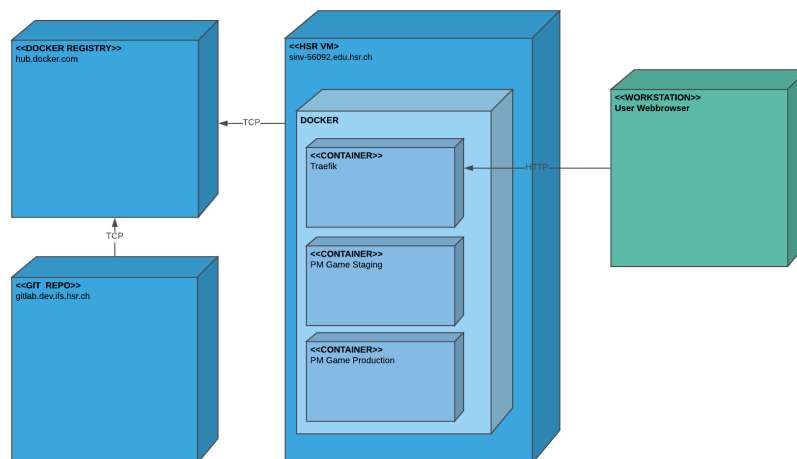 <<DOCKER REGISTRY>>
hub.docker.com
TCP
TCP
<<GIT  REPO>>
gitlab.dev.ifs.hsr.ch
<<HSR VM>
sinv-56092.edu.hsr.ch
DOCKER
<<CONTAINER>>
Traefik
<<CONTAINER>>
PM Game Staging
<<CONTAINER>>
PM Game Production
HTTP
<<WORKSTATION>>
User Webbrowser